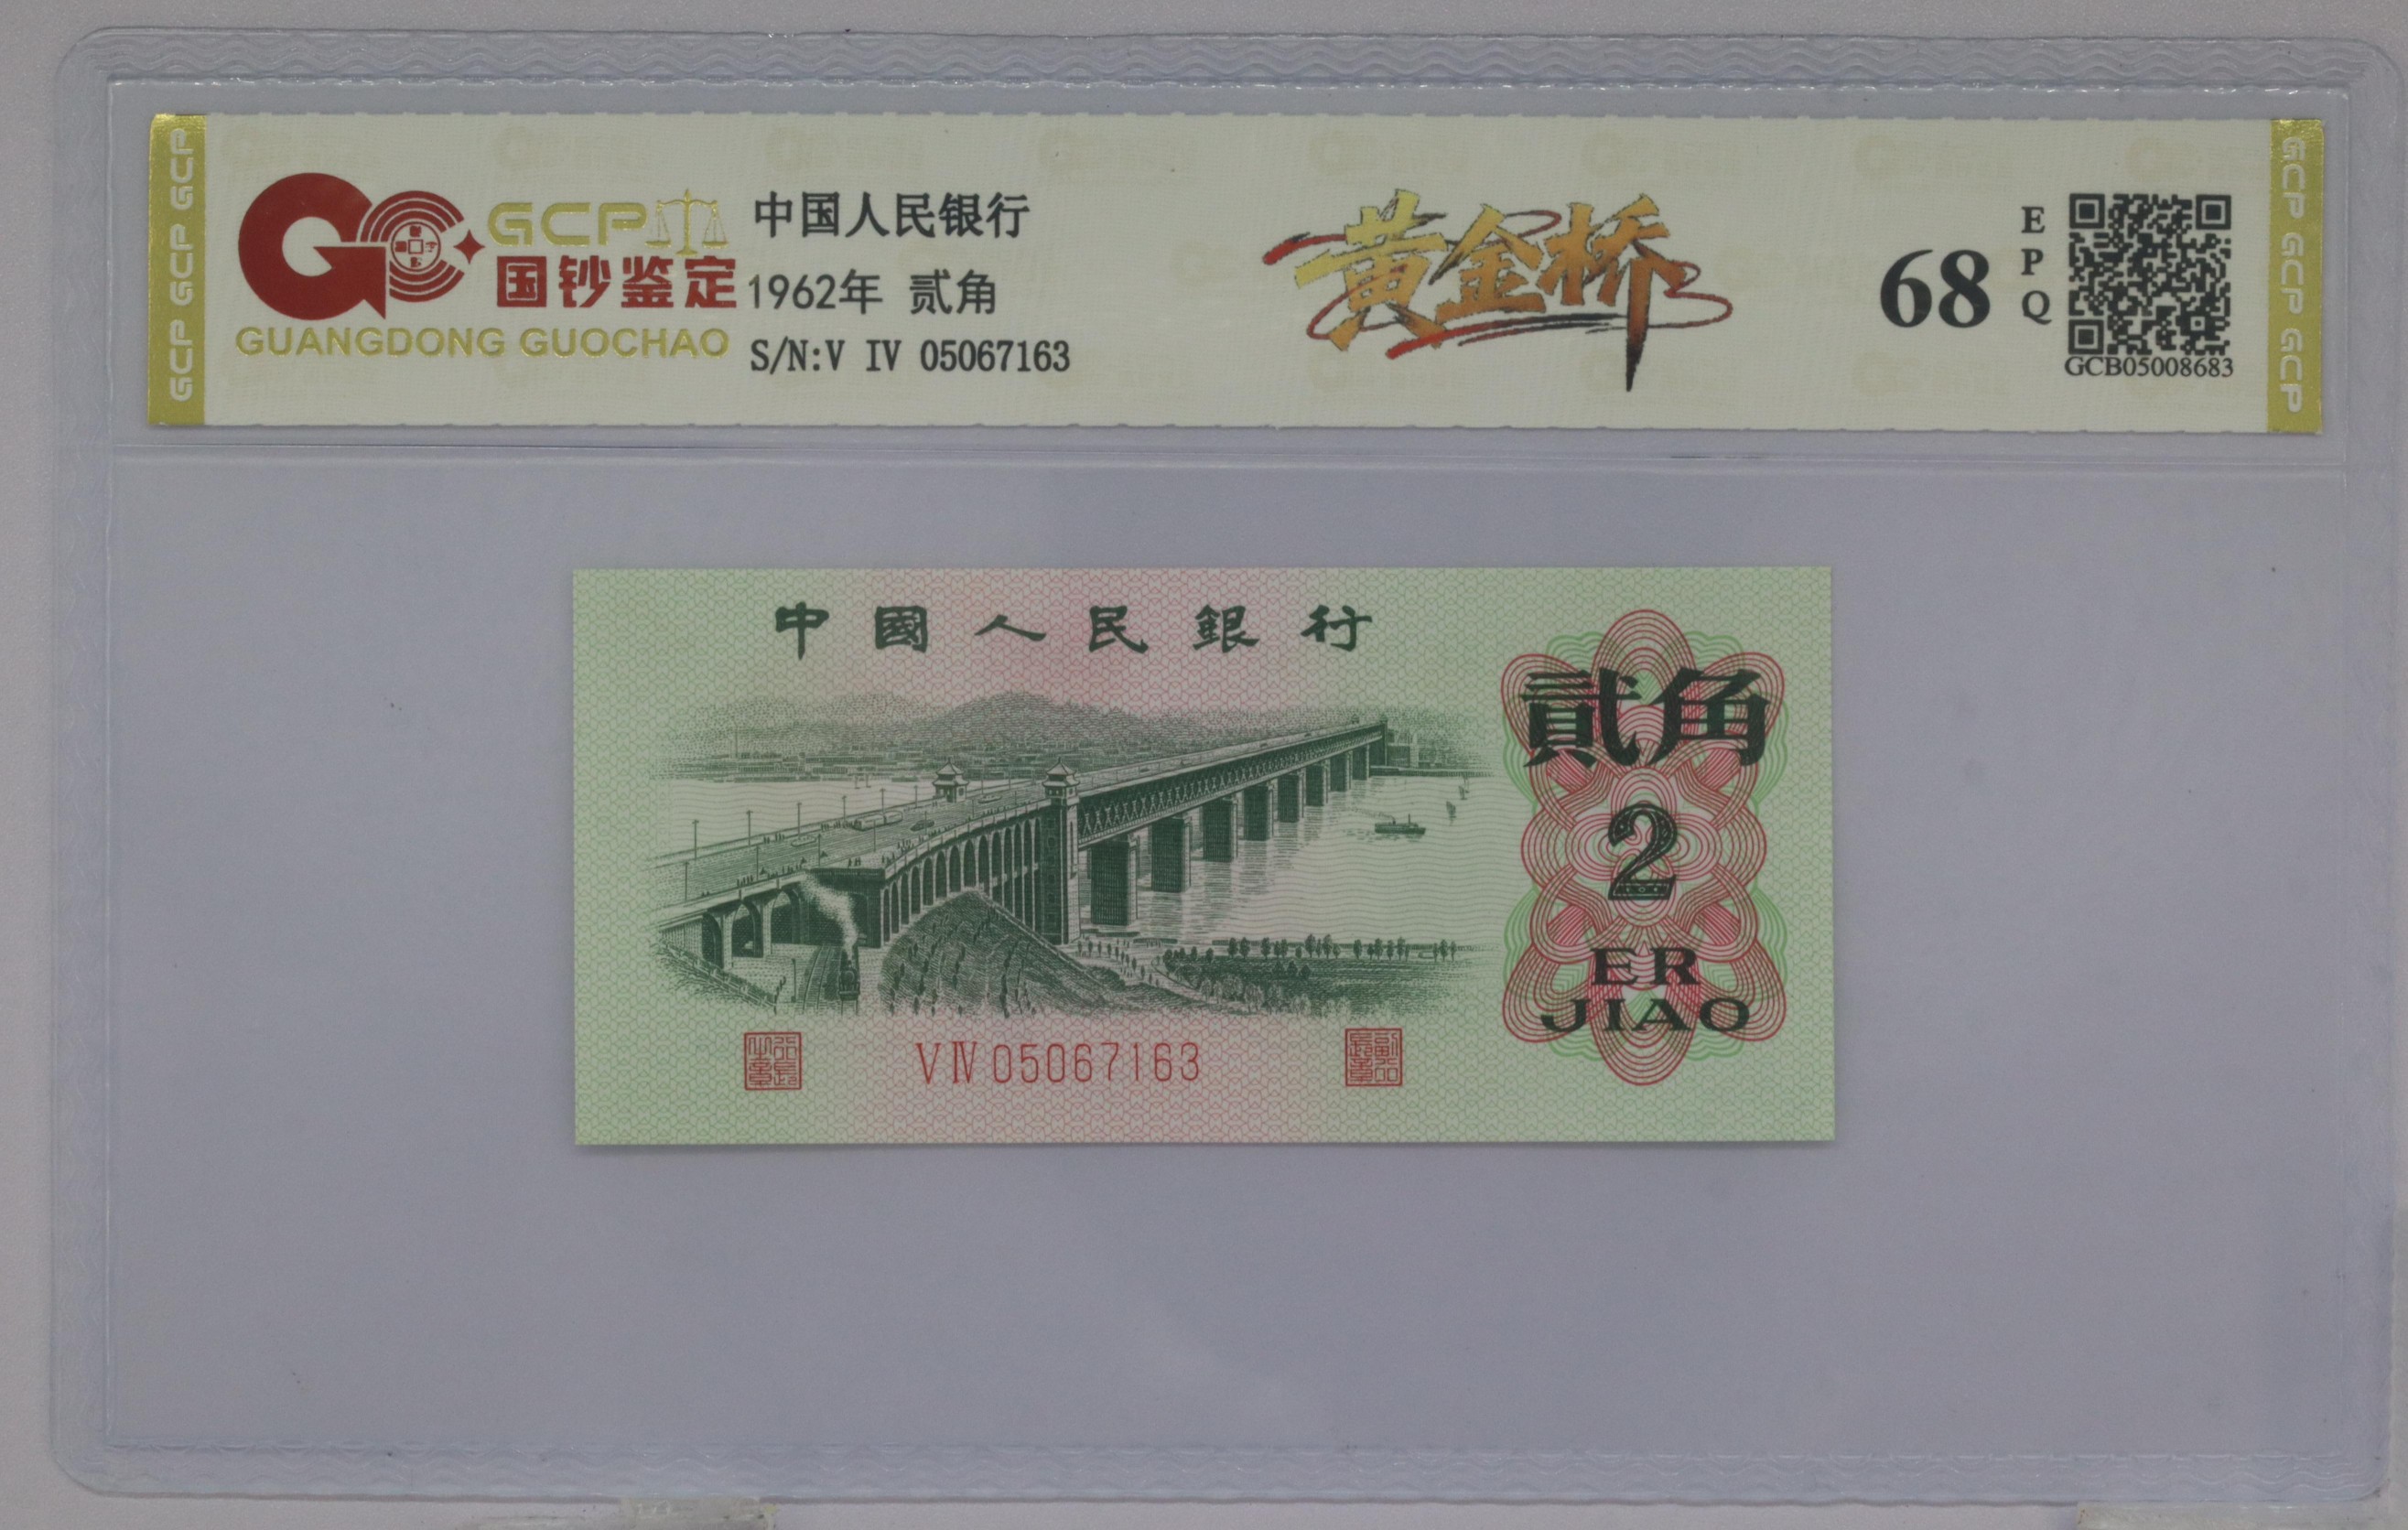 GCP GCP GCP
GCP
国钞鉴定
GUANGDONG GUOCHAO
中国人民银行
1962年 贰角
S/N:V IV 05067163
黄金桥
68
E
P
Q
GCB05008683
GCP GCP GCP
中國人民銀行
貳角
2
ER
JIAO
VⅣ05067163